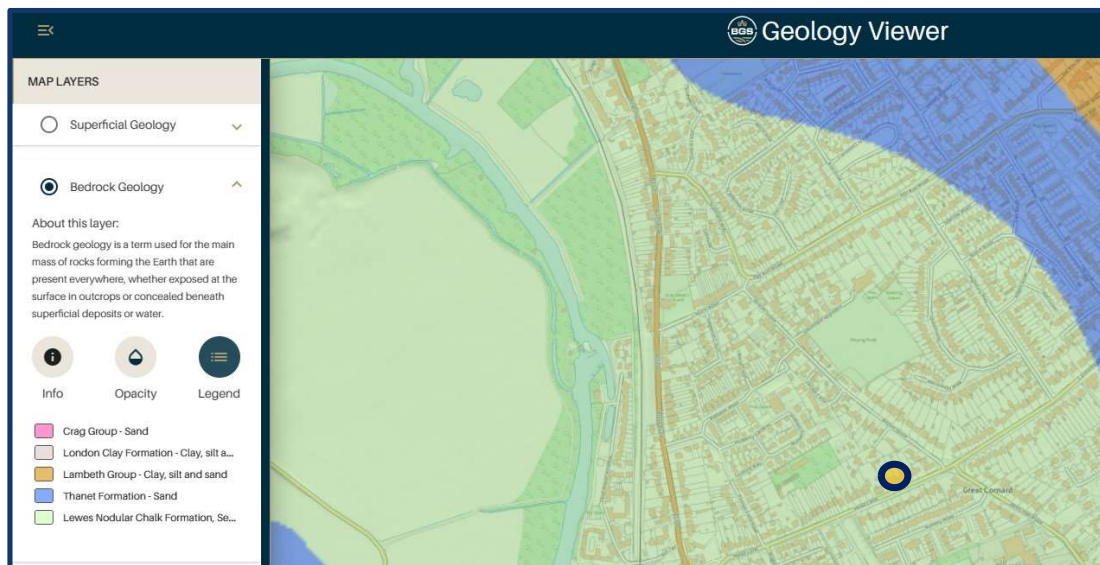 BGS Geology Viewer
MAP LAYERS
Superficial Geology
Bedrock Geology
About this layer:
Bedrock geology is a term used for the main
mass of rocks forming the Earth that are
present everywhere, whether exposed at the
surface in outcrops or concealed beneath
superficial deposits or water.
Info Opacity Legend
Crag Group - Sand
London Clay Formation - Clay, silt a...
Lambeth Group - Clay, silt and sand
Thanet Formation - Sand
Lewes Nodular Chalk Formation, Se...
Playing Field
Great Cornard